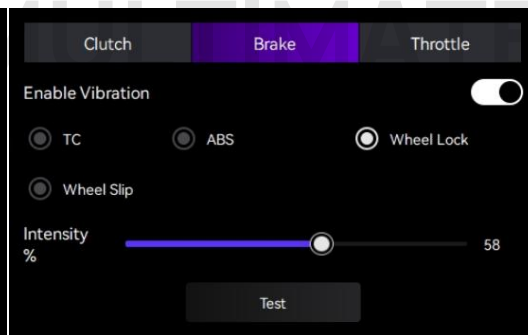 Clutch Brake Throttle
Enable Vibration
TC ABS Wheel Lock
Wheel Slip
Intensity
% 58
Test